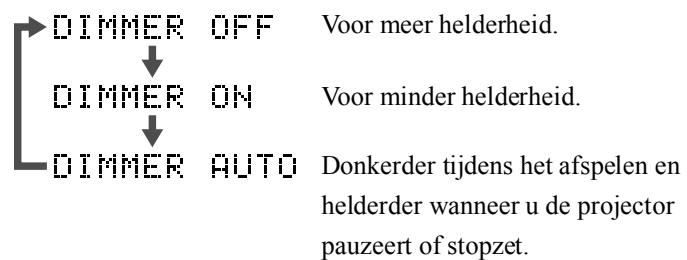 DIMMER OFF Voor meer helderheid.
DIMMER ON Voor minder helderheid.
DIMMER AUTO Donkerder tijdens het afspelen en
helderder wanneer u de projector
pauzeert of stopzet.